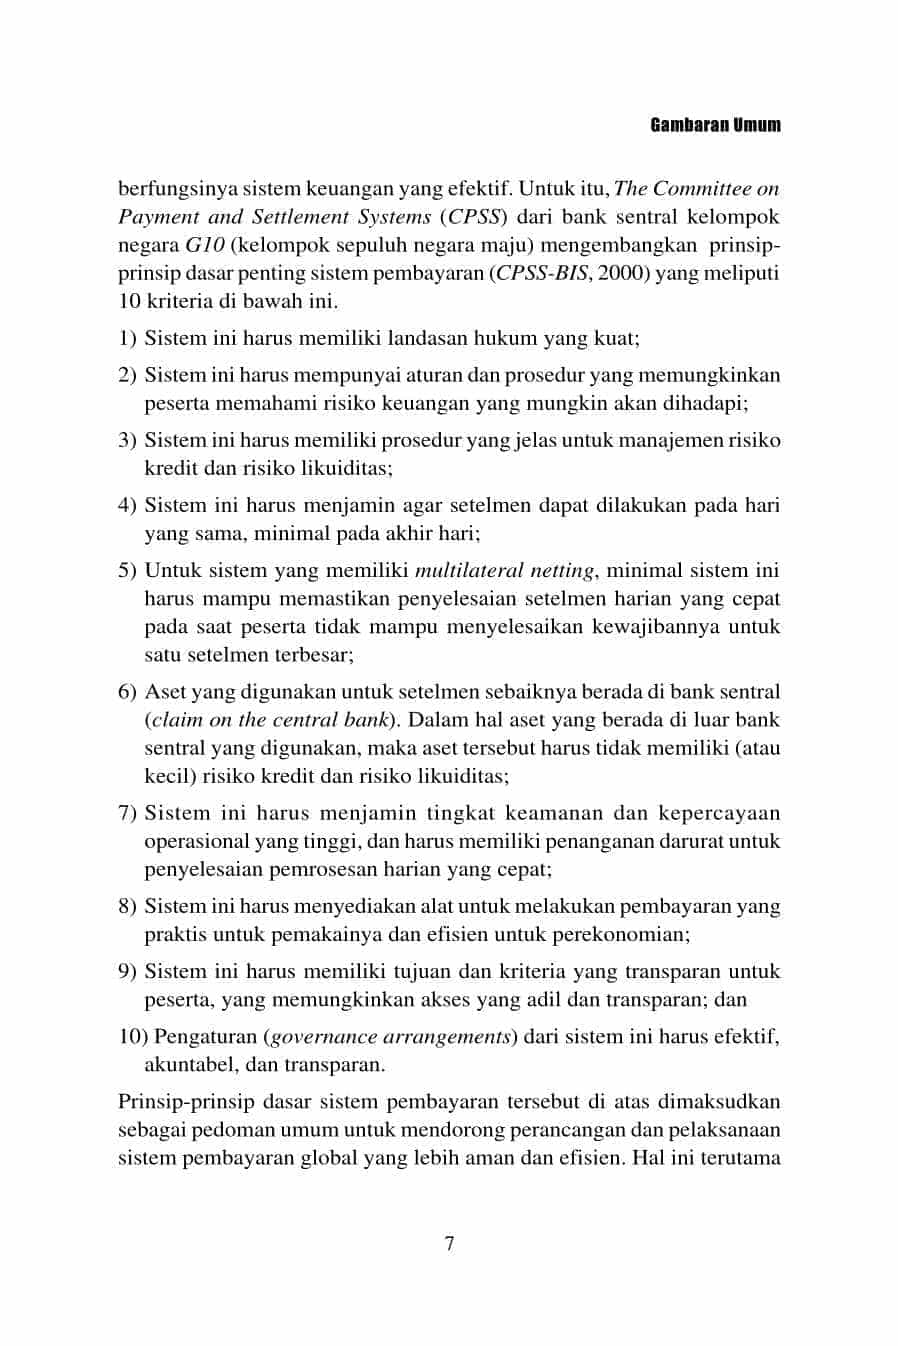 Gambaran Umum
berfungsinya sistem keuangan yang efektif. Untuk itu, The Committee on
Payment and Settlement Systems (CPSS) dari bank sentral kelompok
negara G10 (kelompok sepuluh negara maju) mengembangkan prinsip-
prinsip dasar penting sistem pembayaran (CPSS-BIS, 2000) yang meliputi
10 kriteria di bawah ini.
1) Sistem ini harus memiliki landasan hukum yang kuat;
2) Sistem ini harus mempunyai aturan dan prosedur yang memungkinkan
peserta memahami risiko keuangan yang mungkin akan dihadapi;
3) Sistem ini harus memiliki prosedur yang jelas untuk manajemen risiko
kredit dan risiko likuiditas;
4) Sistem ini harus menjamin agar setelmen dapat dilakukan pada hari
yang sama, minimal pada akhir hari;
5) Untuk sistem yang memiliki multilateral netting, minimal sistem ini
harus mampu memastikan penyelesaian setelmen harian yang cepat
pada saat peserta tidak mampu menyelesaikan kewajibannya untuk
satu setelmen terbesar;
6) Aset yang digunakan untuk setelmen sebaiknya berada di bank sentral
(claim on the central bank). Dalam hal aset yang berada di luar bank
sentral yang digunakan, maka aset tersebut harus tidak memiliki (atau
kecil) risiko kredit dan risiko likuiditas;
7) Sistem ini harus menjamin tingkat keamanan dan kepercayaan
operasional yang tinggi, dan harus memiliki penanganan darurat untuk
penyelesaian pemrosesan harian yang cepat;
8) Sistem ini harus menyediakan alat untuk melakukan pembayaran yang
praktis untuk pemakainya dan efisien untuk perekonomian;
9) Sistem ini harus memiliki tujuan dan kriteria yang transparan untuk
peserta, yang memungkinkan akses yang adil dan transparan; dan
10) Pengaturan (governance arrangements) dari sistem ini harus efektif,
akuntabel, dan transparan.
Prinsip-prinsip dasar sistem pembayaran tersebut di atas dimaksudkan
sebagai pedoman umum untuk mendorong perancangan dan pelaksanaan
sistem pembayaran global yang lebih aman dan efisien. Hal ini terutama
7